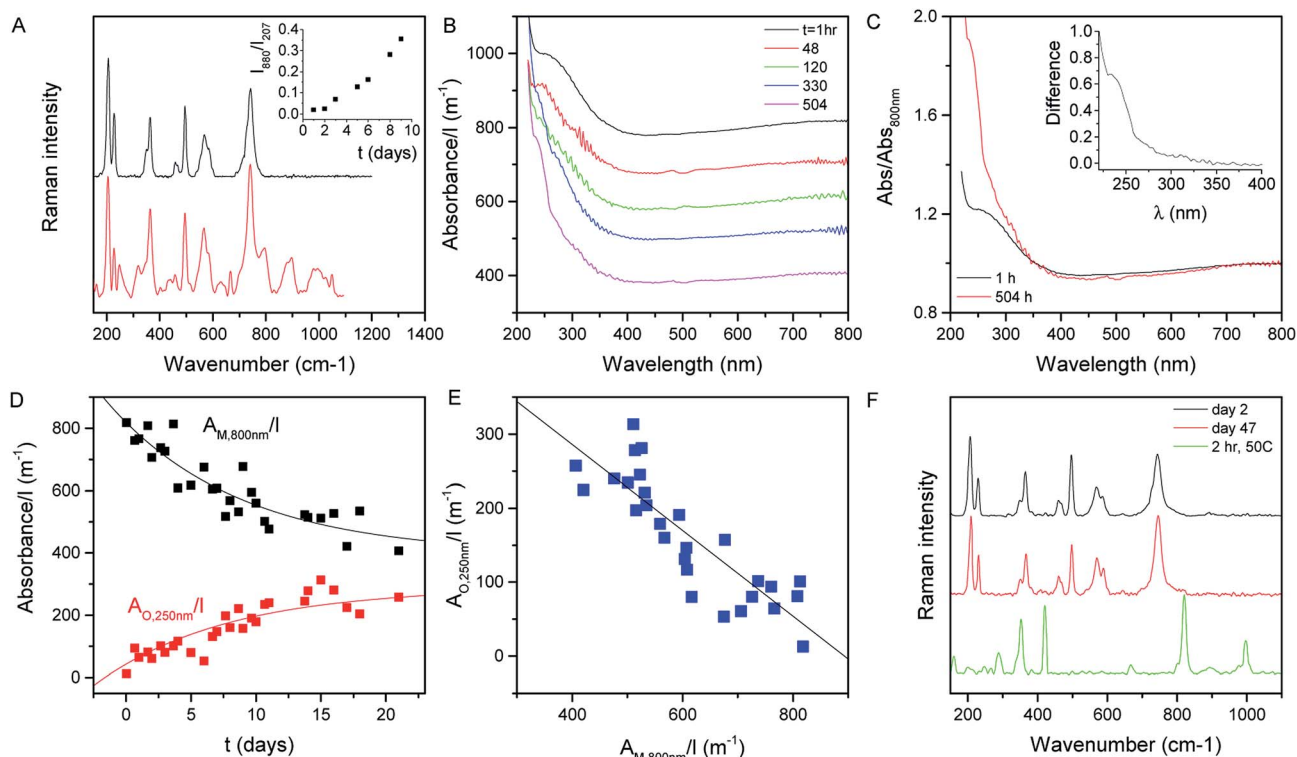 A
I880/I207
0.4
0.3
0.2
0.1
0.0
0 2 4 6 8 10
t (days)
Raman intensity
200 400 600 800 1000 1200 1400
Wavenumber (cm-1)
B
t=1hr
48
120
330
504
Absorbance/l (m-1)
1000
800
600
400
200 300 400 500 600 700 800
Wavelength (nm)
C
Abs/Abs800nm
2.0
1.6
1.2
0.8
Difference
1.0
0.8
0.6
0.4
0.2
0.0
250 300 350 400
λ (nm)
1 h
504 h
200 300 400 500 600 700 800
Wavelength (nm)
D
Absorbance/l (m-1)
800
600
400
200
0
AM,800nm/l
AO,250nm/l
0 5 10 15 20
t (days)
E
AO,250nm/l (m-1)
300
200
100
0
400 600 800
AM,800nm/l (m-1)
F
day 2
day 47
2 hr, 50C
Raman intensity
200 400 600 800 1000
Wavenumber (cm-1)